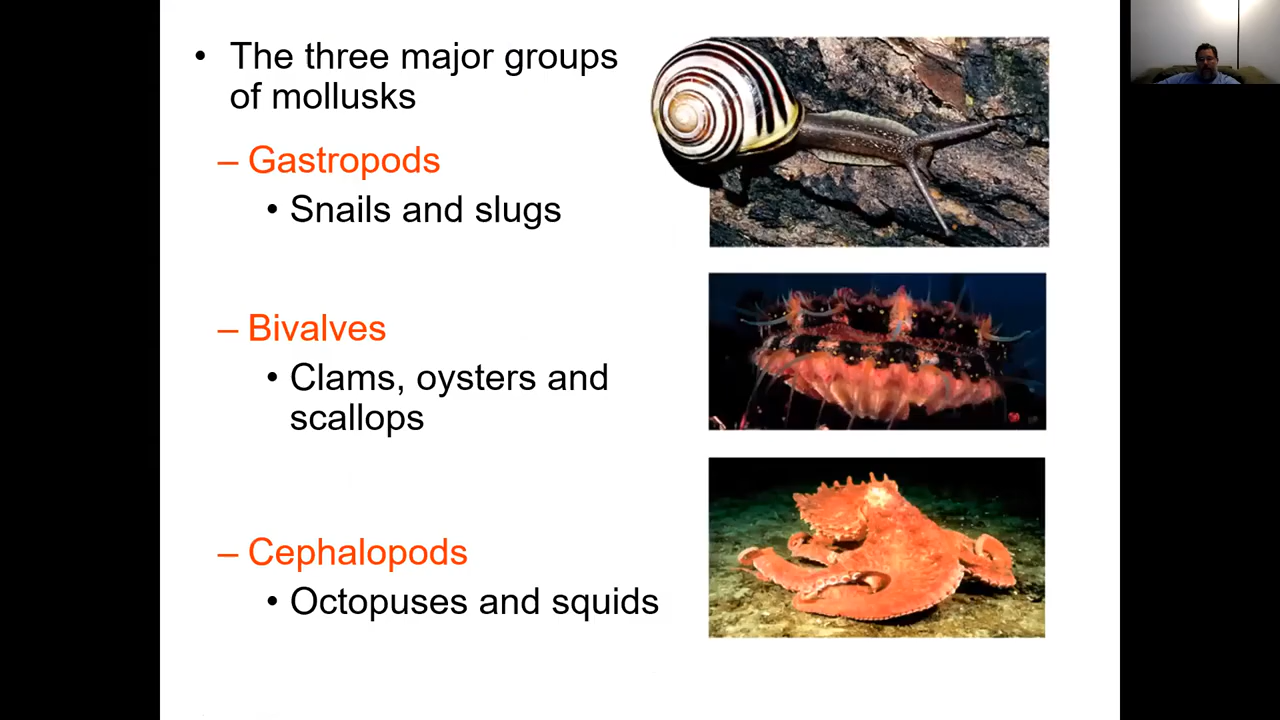 • The three major groups
of mollusks
– Gastropods
• Snails and slugs
– Bivalves
• Clams, oysters and
scallops
– Cephalopods
• Octopuses and squids